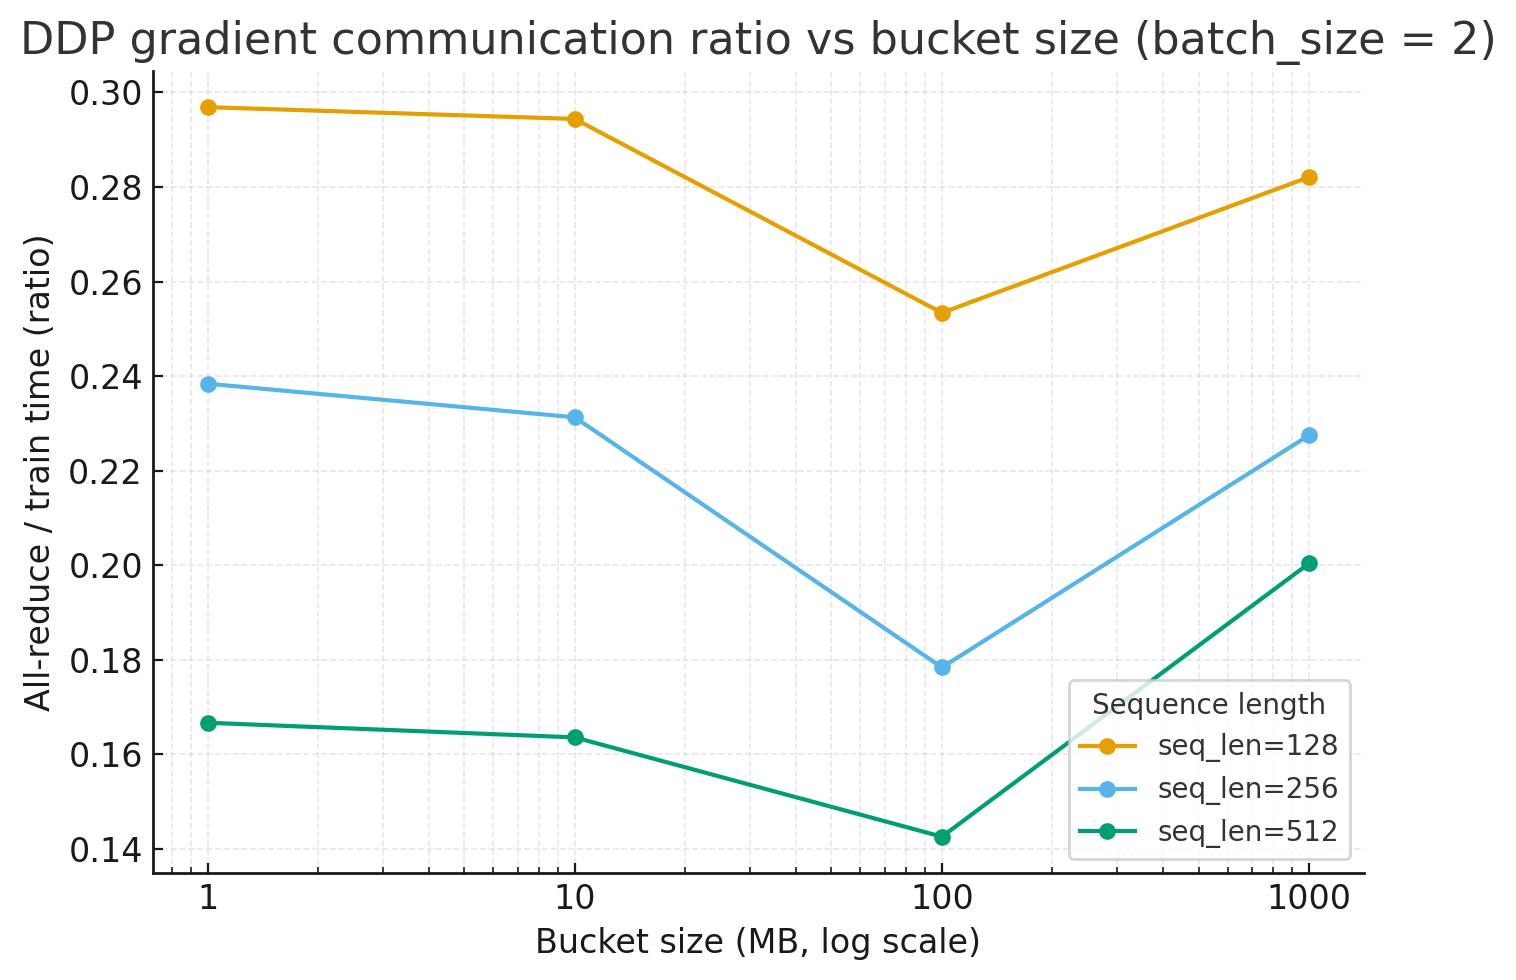 DDP gradient communication ratio vs bucket size (batch_size = 2)
All-reduce / train time (ratio)
0.30
0.28
0.26
0.24
0.22
0.20
0.18
0.16
0.14
Sequence length
seq_len=128
seq_len=256
seq_len=512
1 10 100 1000
Bucket size (MB, log scale)